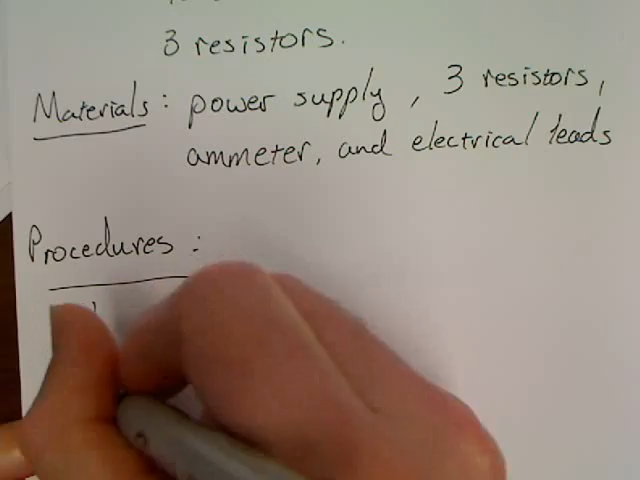 3 resistors.
Materials : power supply, 3 resistors,
ammeter, and electrical leads
Procedures :